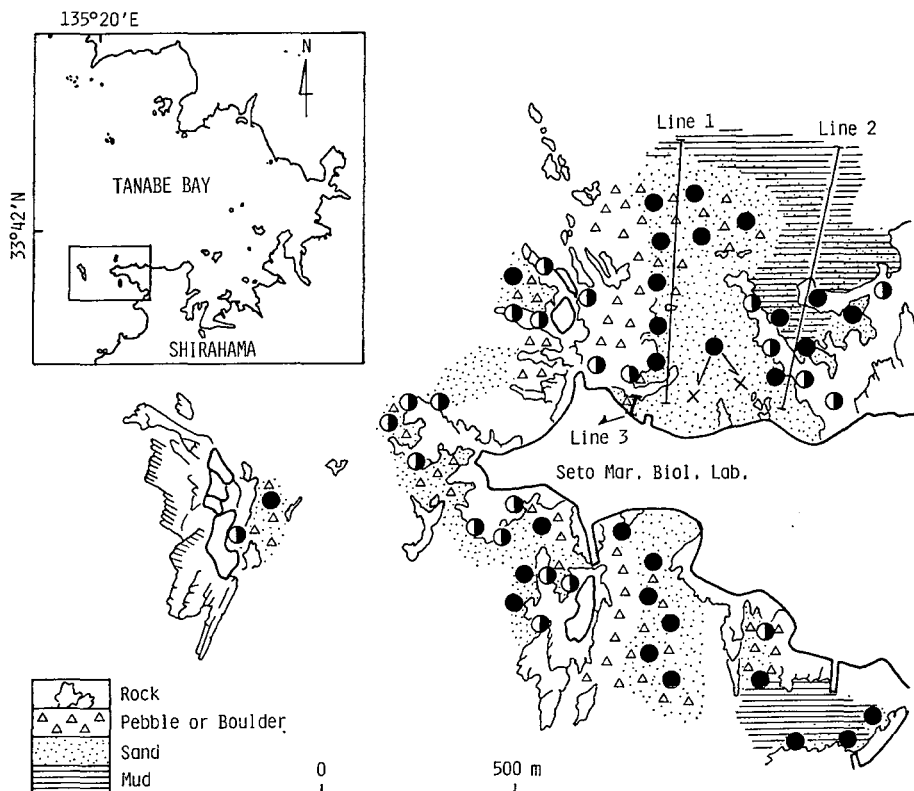 135°20'E
N
TANABE BAY
33°42'N
SHIRAHAMA
Line 1
Line 2
Line 3
Seto Mar. Biol. Lab.
Rock
Pebble or Boulder
Sand
Mud
0 500 m